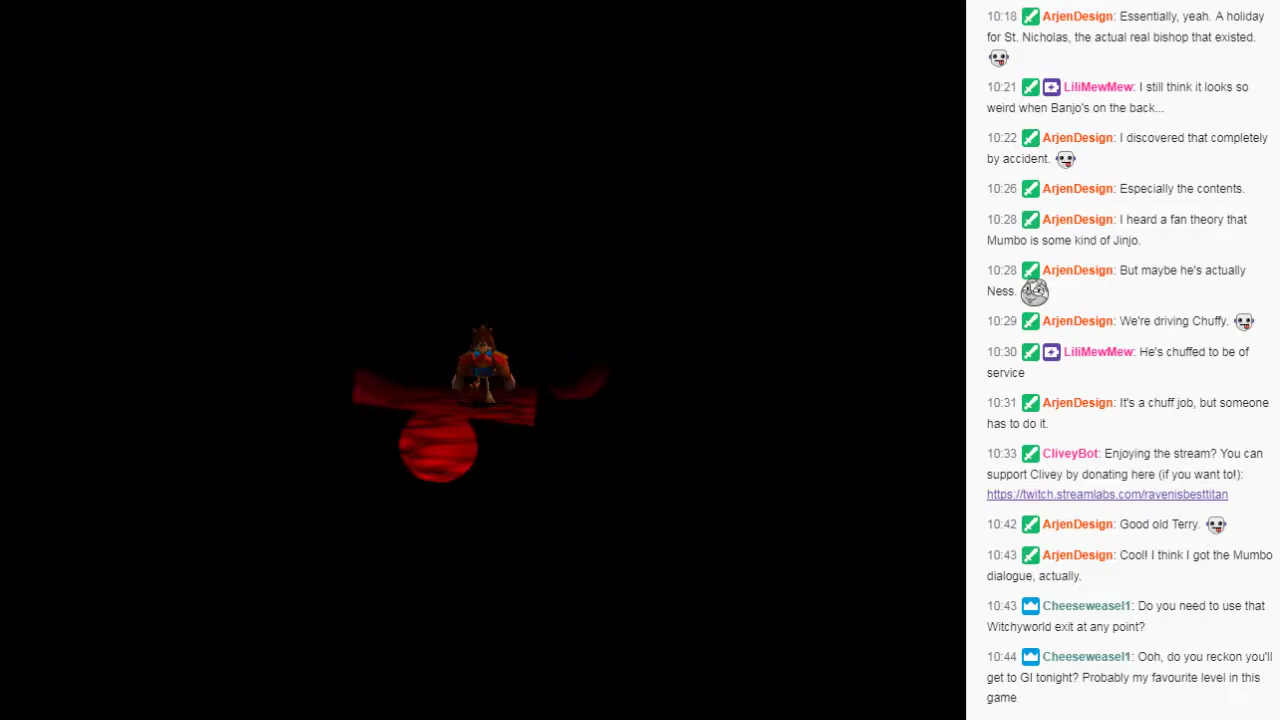 10:18 ArjenDesign: Essentially, yeah. A holiday
for St. Nicholas, the actual real bishop that existed.
10:21 LiliMewMew: I still think it looks so
weird when Banjo's on the back...
10:22 ArjenDesign: I discovered that completely
by accident.
10:26 ArjenDesign: Especially the contents.
10:28 ArjenDesign: I heard a fan theory that
Mumbo is some kind of Jinjo.
10:28 ArjenDesign: But maybe he's actually
Ness.
10:29 ArjenDesign: We're driving Chuffy.
10:30 LiliMewMew: He's chuffed to be of
service
10:31 ArjenDesign: It's a chuff job, but someone
has to do it.
10:33 CliveyBot: Enjoying the stream? You can
support Clivey by donating here (if you want to!):
https://twitch.streamlabs.com/ravenisbesttitan
10:42 ArjenDesign: Good old Terry.
10:43 ArjenDesign: Cool! I think I got the Mumbo
dialogue, actually.
10:43 Cheeseweasel1: Do you need to use that
Witchyworld exit at any point?
10:44 Cheeseweasel1: Ooh, do you reckon you'll
get to GI tonight? Probably my favourite level in this
game